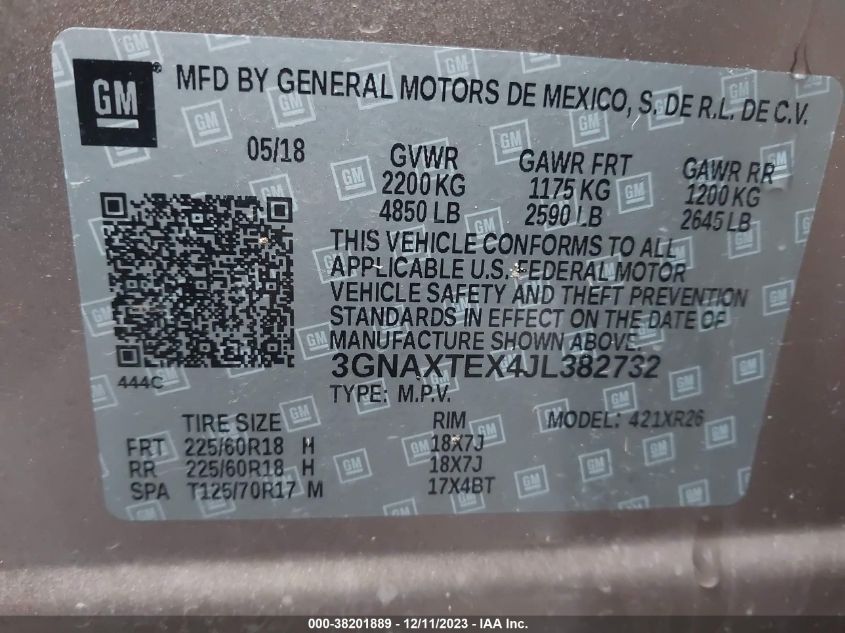 GM
®
MFD BY GENERAL MOTORS DE MEXICO, S. DE R.L. DE C.V.
05/18
GVWR GAWR FRT GAWR RR
2200 KG 1175 KG 1200 KG
4850 LB 2590 LB 2645 LB
THIS VEHICLE CONFORMS TO ALL
APPLICABLE U.S. FEDERAL MOTOR
VEHICLE SAFETY AND THEFT PREVENTION
STANDARDS IN EFFECT ON THE DATE OF
MANUFACTURE SHOWN ABOVE.
444C
3GNAXTEX4JL382732
TYPE: M.P.V.
TIRE SIZE RIM MODEL: 421XR26
FRT 225/60R18 H 18X7J
RR 225/60R18 H 18X7J
SPA T125/70R17 M 17X4BT
000-38201889 - 12/11/2023 - IAA Inc.